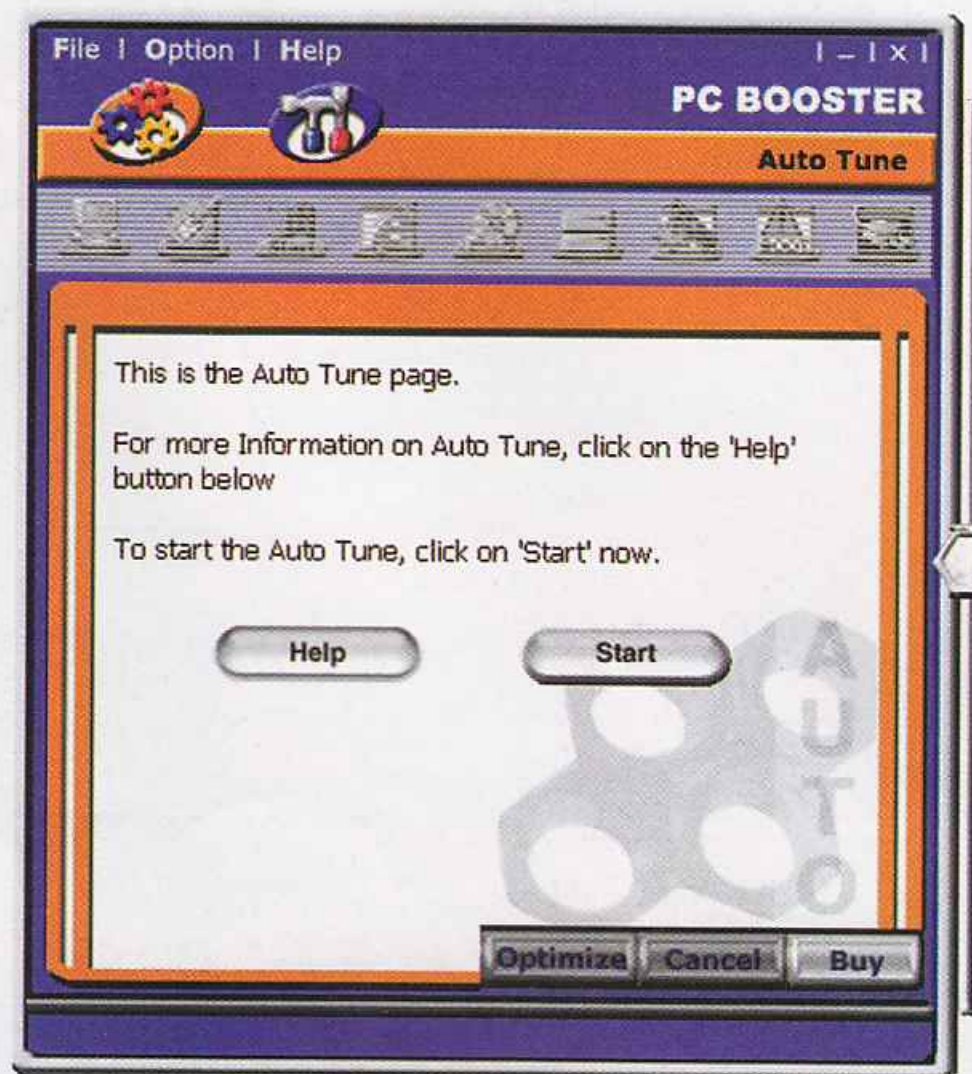 File | Option | Help
| – | x |
PC BOOSTER
Auto Tune
This is the Auto Tune page.
For more Information on Auto Tune, click on the 'Help'
button below
To start the Auto Tune, click on 'Start' now.
Help
Start
AUTO
Optimize
Cancel
Buy